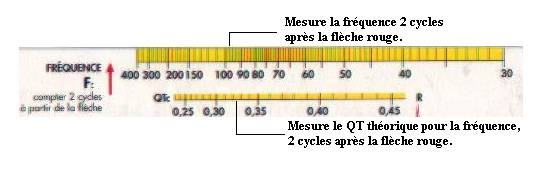 Mesure la fréquence 2 cycles
après la flèche rouge.
FRÉQUENCE
F:
compter 2 cycles
à partir de la flèche
400 300 200 150 100 90 80 70 60 50 40 30
QTc
0,25 0,30 0,35 0,40 0,45
R
Mesure le QT théorique pour la fréquence,
2 cycles après la flèche rouge.